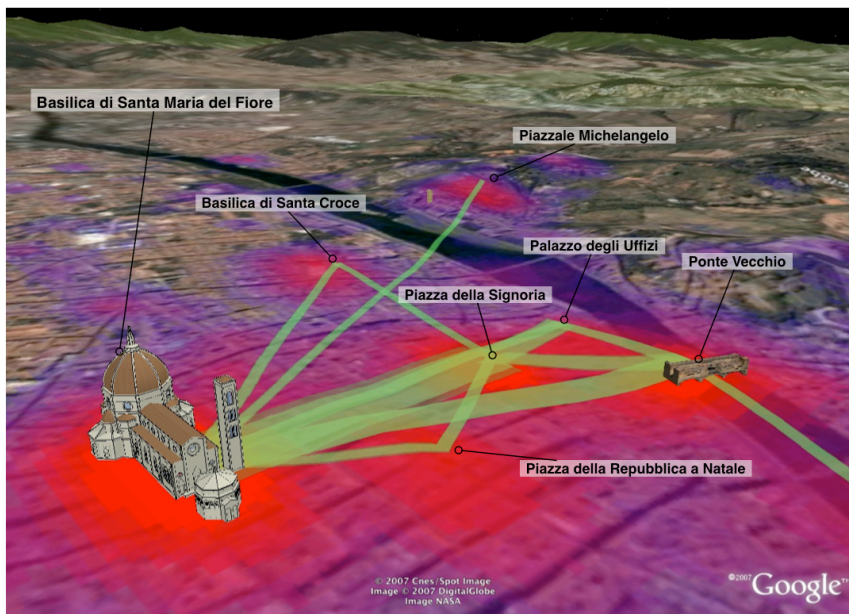 Basilica di Santa Maria del Fiore
Piazzale Michelangelo
Basilica di Santa Croce
Palazzo degli Uffizi
Ponte Vecchio
Piazza della Signoria
Piazza della Repubblica a Natale
© 2007 Cnes/Spot Image
Image © 2007 DigitalGlobe
Image NASA
©2007 Google™